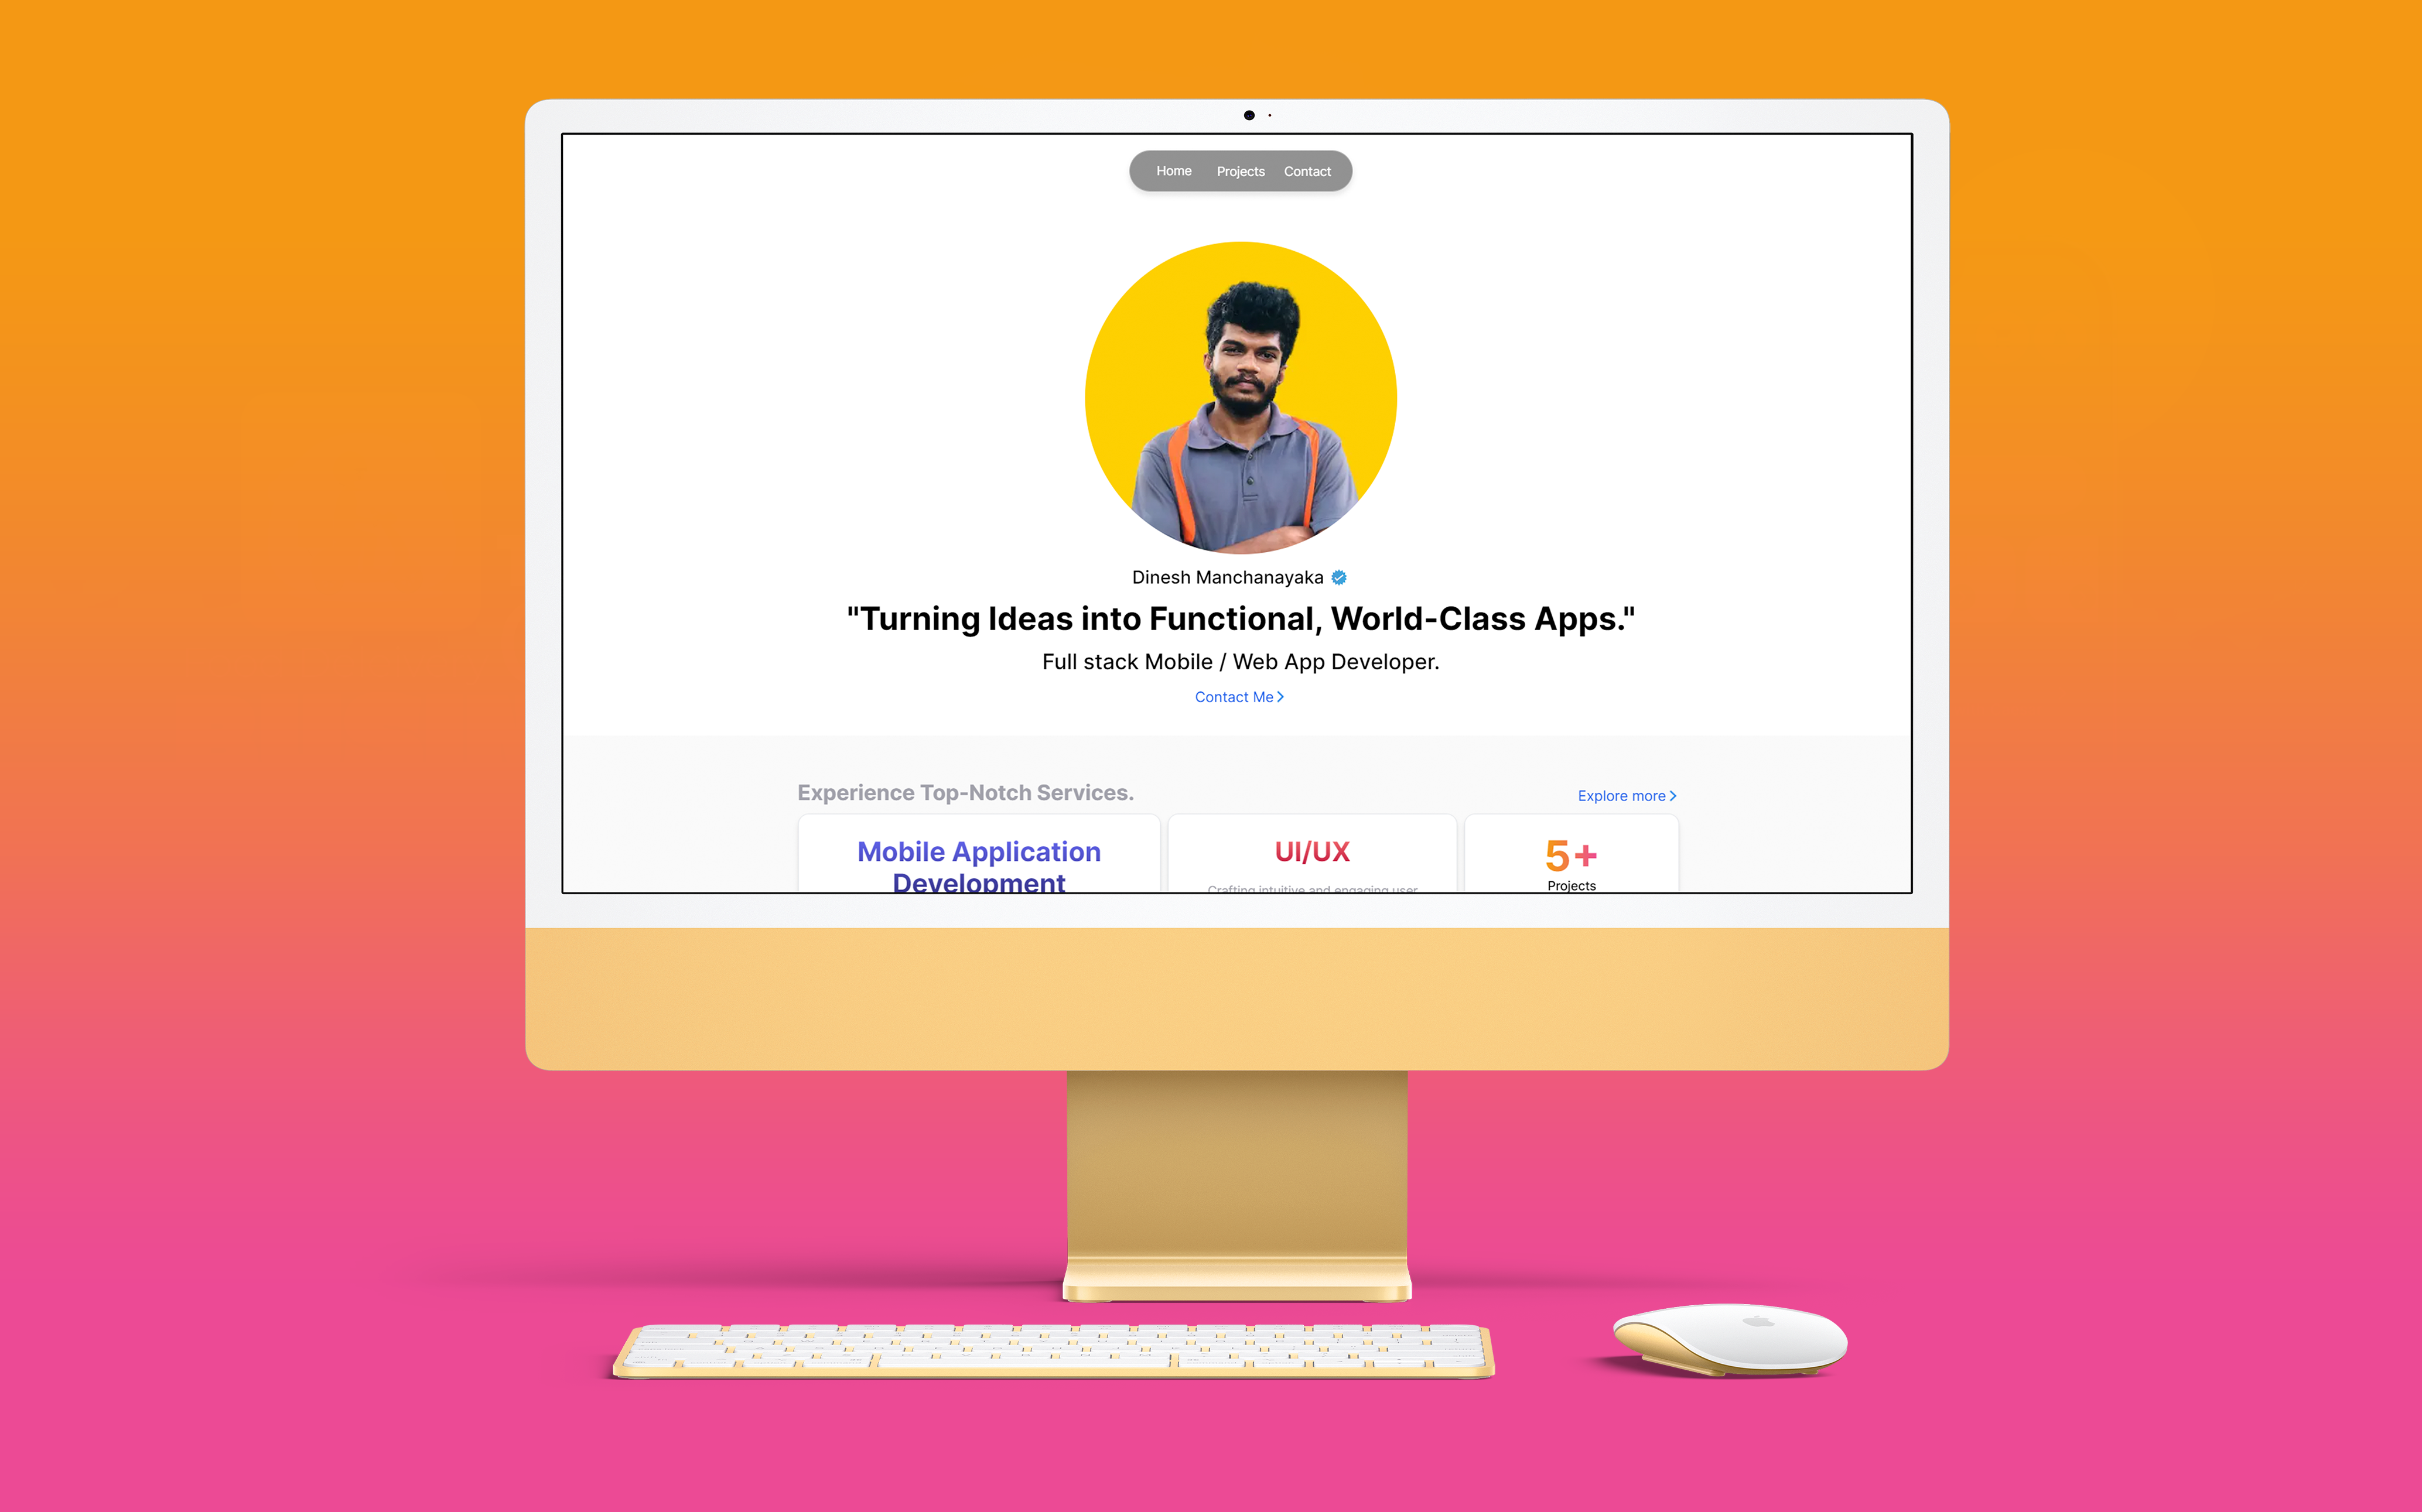 Home Projects Contact
Dinesh Manchanayaka
"Turning Ideas into Functional, World-Class Apps."
Full stack Mobile / Web App Developer.
Contact Me
Experience Top-Notch Services.
Explore more
Mobile Application
Development
UI/UX
Crafting intuitive and engaging user
5+
Projects